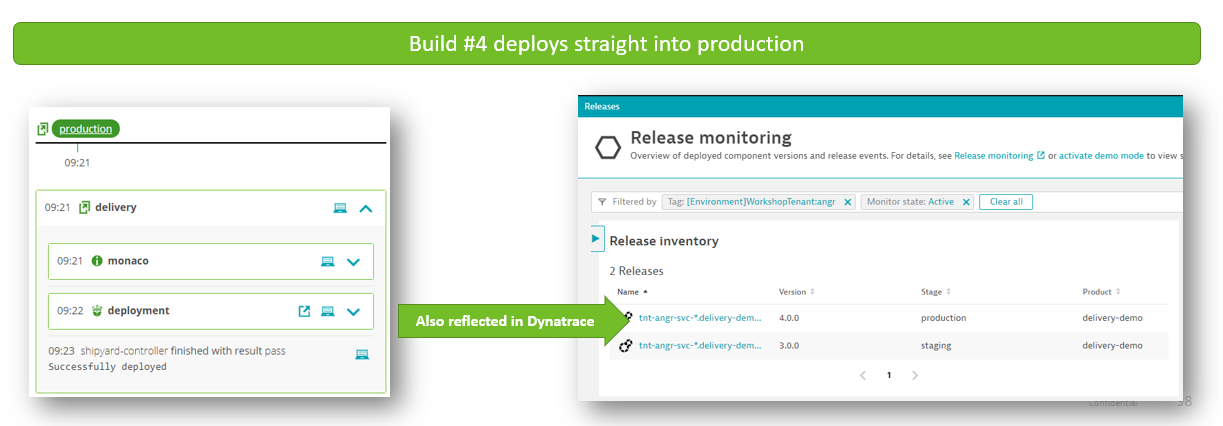 Build #4 deploys straight into production
production
09:21
09:21 delivery
09:21 monaco
09:22 deployment
09:23 shipyard-controller finished with result pass
Successfully deployed
Also reflected in Dynatrace
Releases
Release monitoring
Overview of deployed component versions and release events. For details, see Release monitoring or activate demo mode to view s
Filtered by Tag: [Environment]WorkshopTenant:angr Monitor state: Active Clear all
Release inventory
2 Releases
Name Version Stage Product
tnt-angr-svc-*.delivery-dem... 4.0.0 production delivery-demo
tnt-angr-svc-*.delivery-dem... 3.0.0 staging delivery-demo
1
Confidential